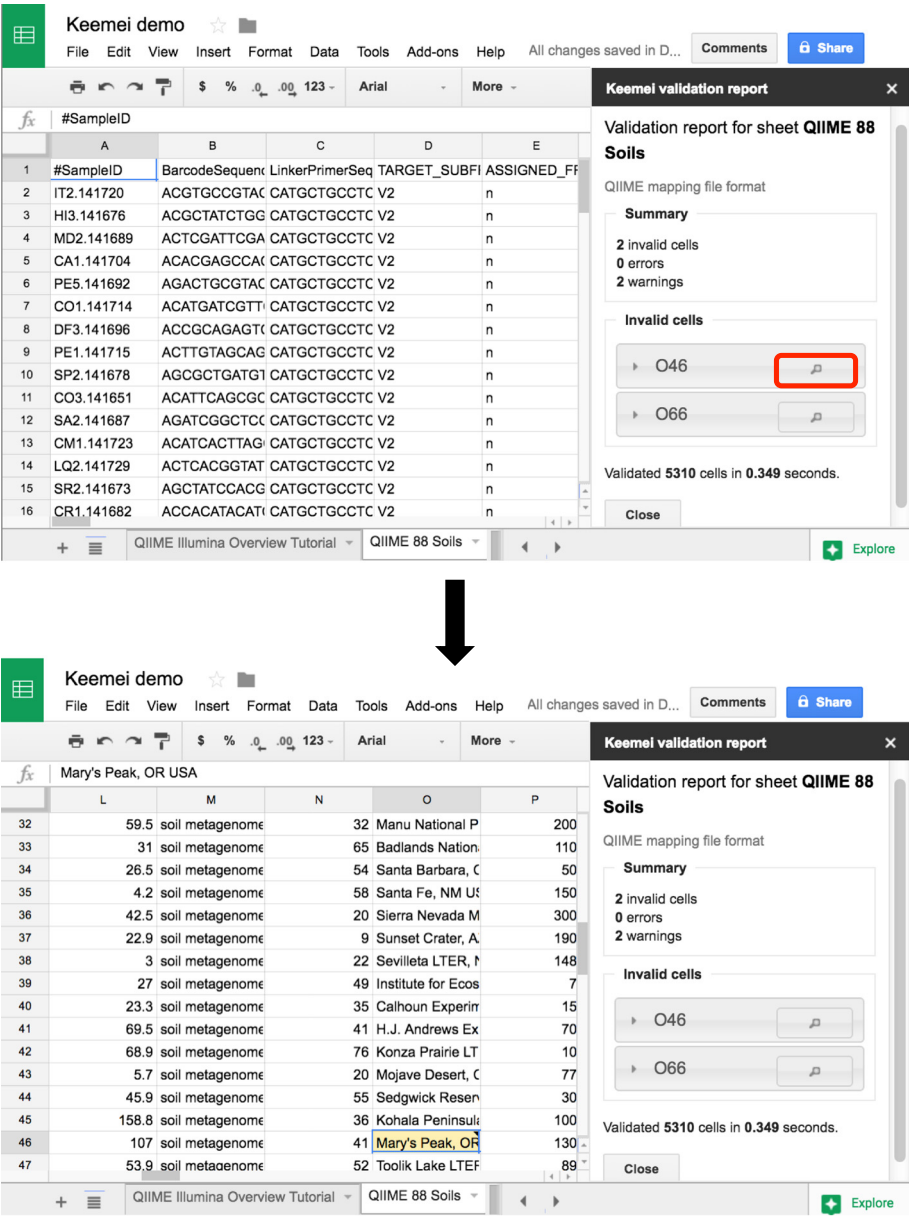 Keemei demo
File Edit View Insert Format Data Tools Add-ons Help All changes saved in D... Comments Share
$ % .0 .00 123 Arial - More
Keemei validation report ×
fx #SampleID
Validation report for sheet QIIME 88
Soils
A B C D E
1 #SampleID BarcodeSequenc LinkerPrimerSeq TARGET_SUBFI ASSIGNED_FR
2 IT2.141720 ACGTGCCGTAC CATGCTGCCTC V2 n
QIIME mapping file format
3 HI3.141676 ACGCTATCTGG CATGCTGCCTC V2 n
Summary
4 MD2.141689 ACTCGATTCGA CATGCTGCCTC V2 n
2 invalid cells
5 CA1.141704 ACACGAGCCAC CATGCTGCCTC V2 n
0 errors
6 PE5.141692 AGACTGCGTAC CATGCTGCCTC V2 n
2 warnings
7 CO1.141714 ACATGATCGTT CATGCTGCCTC V2 n
8 DF3.141696 ACCGCAGAGT CATGCTGCCTC V2 n
Invalid cells
9 PE1.141715 ACTTGTAGCAG CATGCTGCCTC V2 n
O46
10 SP2.141678 AGCGCTGATGT CATGCTGCCTC V2 n
11 CO3.141651 ACATTCAGCGC CATGCTGCCTC V2 n
12 SA2.141687 AGATCGGCTCC CATGCTGCCTC V2 n
O66
13 CM1.141723 ACATCACTTAG CATGCTGCCTC V2 n
14 LQ2.141729 ACTCACGGTAT CATGCTGCCTC V2 n
Validated 5310 cells in 0.349 seconds.
15 SR2.141673 AGCTATCCACG CATGCTGCCTC V2 n
16 CR1.141682 ACCACATACAT CATGCTGCCTC V2 n
Close
+ QIIME Illumina Overview Tutorial QIIME 88 Soils Explore
Keemei demo
File Edit View Insert Format Data Tools Add-ons Help All changes saved in D... Comments Share
$ % .0 .00 123 Arial - More
Keemei validation report ×
fx Mary's Peak, OR USA
Validation report for sheet QIIME 88
Soils
L M N O P
32 59.5 soil metagenome 32 Manu National P 200
33 31 soil metagenome 65 Badlands Nation 110
QIIME mapping file format
34 26.5 soil metagenome 54 Santa Barbara, C 50
Summary
35 4.2 soil metagenome 58 Santa Fe, NM US 150
2 invalid cells
36 42.5 soil metagenome 20 Sierra Nevada M 300
0 errors
37 22.9 soil metagenome 9 Sunset Crater, A 190
2 warnings
38 3 soil metagenome 22 Sevilleta LTER, N 148
39 27 soil metagenome 49 Institute for Ecos 7
Invalid cells
40 23.3 soil metagenome 35 Calhoun Experim 15
O46
41 69.5 soil metagenome 41 H.J. Andrews Ex 70
42 68.9 soil metagenome 76 Konza Prairie LT 10
O66
43 5.7 soil metagenome 20 Mojave Desert, C 77
44 45.9 soil metagenome 55 Sedgwick Reser 30
45 158.8 soil metagenome 36 Kohala Peninsula 100
Validated 5310 cells in 0.349 seconds.
46 107 soil metagenome 41 Mary's Peak, OR 130
47 53.9 soil metagenome 52 Toolik Lake LTER 89
Close
+ QIIME Illumina Overview Tutorial QIIME 88 Soils Explore